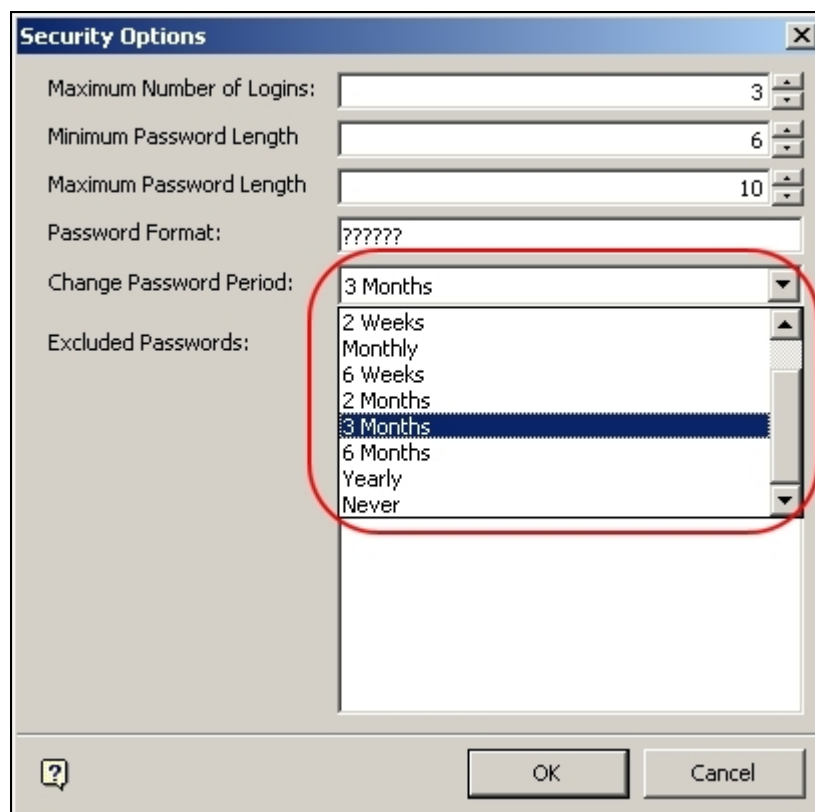 Security Options
Maximum Number of Logins: 3
Minimum Password Length 6
Maximum Password Length 10
Password Format: ??????
Change Password Period: 3 Months
Excluded Passwords:
2 Weeks
Monthly
6 Weeks
2 Months
3 Months
6 Months
Yearly
Never
?
OK Cancel